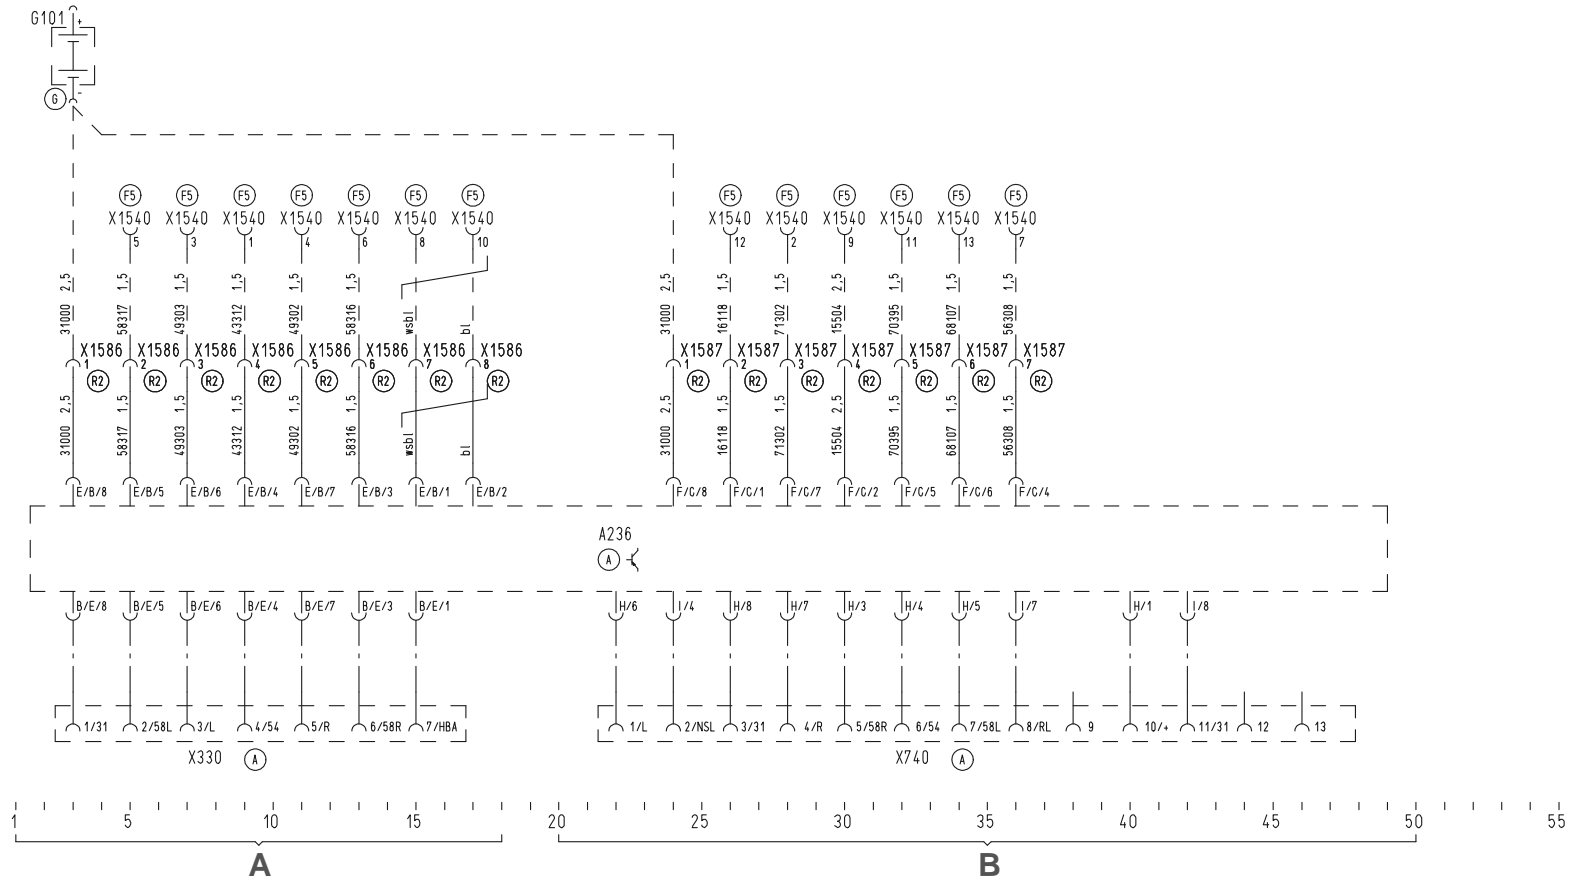 G101
+
-
G
F5 F5 F5 F5 F5 F5 F5 F5 F5 F5 F5 F5 F5
X1540 X1540 X1540 X1540 X1540 X1540 X1540 X1540 X1540 X1540 X1540 X1540 X1540
5 3 1 4 6 8 10 12 2 9 11 13 7
31000 2,5 58317 1,5 49303 1,5 43312 1,5 49302 1,5 58316 1,5 wsbl bl 31000 2,5 16118 1,5 71302 1,5 15504 2,5 70395 1,5 68107 1,5 56308 1,5
X1586 X1586 X1586 X1586 X1586 X1586 X1586 X1586 X1587 X1587 X1587 X1587 X1587 X1587 X1587
1 2 3 4 5 6 7 8 1 2 3 4 5 6 7
R2 R2 R2 R2 R2 R2 R2 R2 R2 R2 R2 R2 R2 R2 R2
31000 2,5 58317 1,5 49303 1,5 43312 1,5 49302 1,5 58316 1,5 wsbl bl 31000 2,5 16118 1,5 71302 1,5 15504 2,5 70395 1,5 68107 1,5 56308 1,5
E/B/8 E/B/5 E/B/6 E/B/4 E/B/7 E/B/3 E/B/1 E/B/2 F/C/8 F/C/1 F/C/7 F/C/2 F/C/5 F/C/6 F/C/4
A236
A
B/E/8 B/E/5 B/E/6 B/E/4 B/E/7 B/E/3 B/E/1 H/6 I/4 H/8 H/7 H/3 H/4 H/5 I/7 H/1 I/8
1/31 2/58L 3/L 4/54 5/R 6/58R 7/HBA 1/L 2/NSL 3/31 4/R 5/58R 6/54 7/58L 8/RL 9 10/+ 11/31 12 13
X330 A X740 A
1 5 10 15 20 25 30 35 40 45 50 55
A B